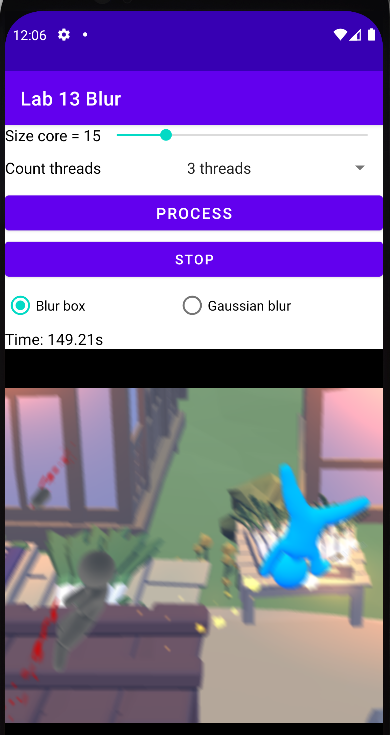 12:06
Lab 13 Blur
Size core = 15
Count threads 3 threads
PROCESS
STOP
Blur box Gaussian blur
Time: 149.21s